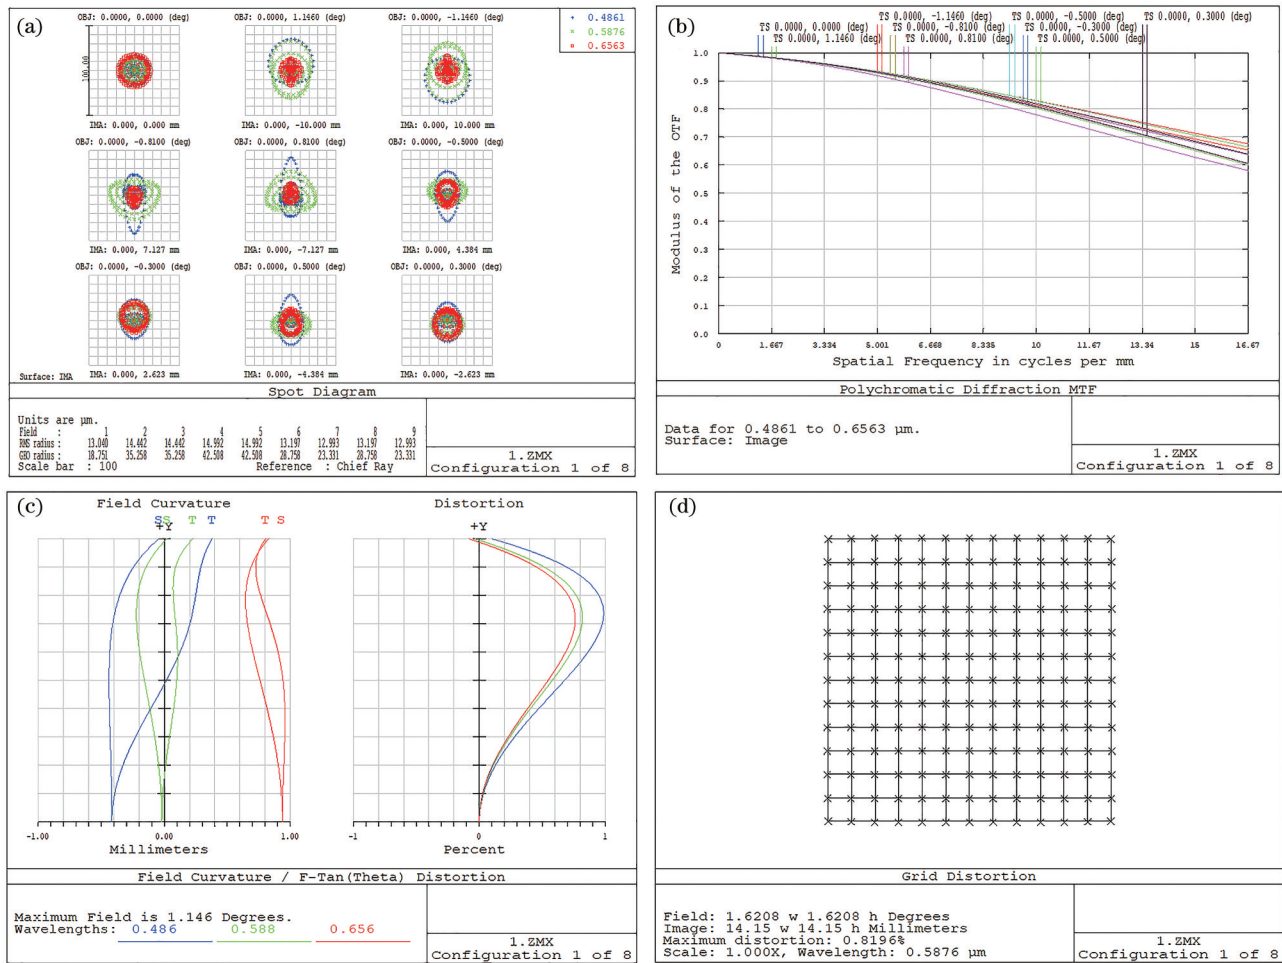 (a)
OBJ: 0.0000, 0.0000 (deg)
OBJ: 0.0000, 1.1460 (deg)
OBJ: 0.0000, -1.1460 (deg)
+ 0.4861
× 0.5876
0.6563
100.00
IMA: 0.000, 0.000 mm
IMA: 0.000, -10.000 mm
IMA: 0.000, 10.000 mm
OBJ: 0.0000, -0.8100 (deg)
OBJ: 0.0000, 0.8100 (deg)
OBJ: 0.0000, -0.5000 (deg)
IMA: 0.000, 7.127 mm
IMA: 0.000, -7.127 mm
IMA: 0.000, 4.384 mm
OBJ: 0.0000, -0.3000 (deg)
OBJ: 0.0000, 0.5000 (deg)
OBJ: 0.0000, 0.3000 (deg)
IMA: 0.000, 2.623 mm
IMA: 0.000, -4.384 mm
IMA: 0.000, -2.623 mm
Surface: IMA
Spot Diagram
Units are μm.
Field : 1 2 3 4 5 6 7 8 9
RMS radius : 13.040 14.442 14.442 14.992 14.992 13.197 12.993 13.197 12.993
GEO radius : 18.751 35.258 35.258 42.508 42.508 28.758 23.331 28.758 23.331
Scale bar : 100 Reference : Chief Ray
1.ZMX
Configuration 1 of 8
(b)
TS 0.0000, -1.1460 (deg) TS 0.0000, -0.5000 (deg) TS 0.0000, 0.3000 (deg)
TS 0.0000, 0.0000 (deg) TS 0.0000, -0.8100 (deg) TS 0.0000, -0.3000 (deg)
TS 0.0000, 1.1460 (deg) TS 0.0000, 0.8100 (deg) TS 0.0000, 0.5000 (deg)
1.0
0.9
0.8
0.7
0.6
0.5
0.4
0.3
0.2
0.1
0.0
Modulus of the OTF
0 1.667 3.334 5.001 6.668 8.335 10 11.67 13.34 15 16.67
Spatial Frequency in cycles per mm
Polychromatic Diffraction MTF
Data for 0.4861 to 0.6563 μm.
Surface: Image
1.ZMX
Configuration 1 of 8
(c)
Field Curvature
SS T T T S
+Y
-1.00 0.00 1.00
Millimeters
Distortion
+Y
-1 0 1
Percent
Field Curvature / F-Tan(Theta) Distortion
Maximum Field is 1.146 Degrees.
Wavelengths: 0.486 0.588 0.656
1.ZMX
Configuration 1 of 8
(d)
Grid Distortion
Field: 1.6208 w 1.6208 h Degrees
Image: 14.15 w 14.15 h Millimeters
Maximum distortion: 0.8196%
Scale: 1.000X, Wavelength: 0.5876 μm
1.ZMX
Configuration 1 of 8